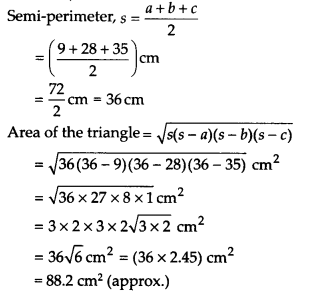 Semi-perimeter, s = (a + b + c)/2
= ((9 + 28 + 35)/2) cm
= 72/2 cm = 36 cm
Area of the triangle = √(s(s – a)(s – b)(s – c))
= √(36(36 – 9)(36 – 28)(36 – 35)) cm²
= √(36 × 27 × 8 × 1) cm²
= 3 × 2 × 3 × 2√(3 × 2) cm²
= 36√6 cm² = (36 × 2.45) cm²
= 88.2 cm² (approx.)